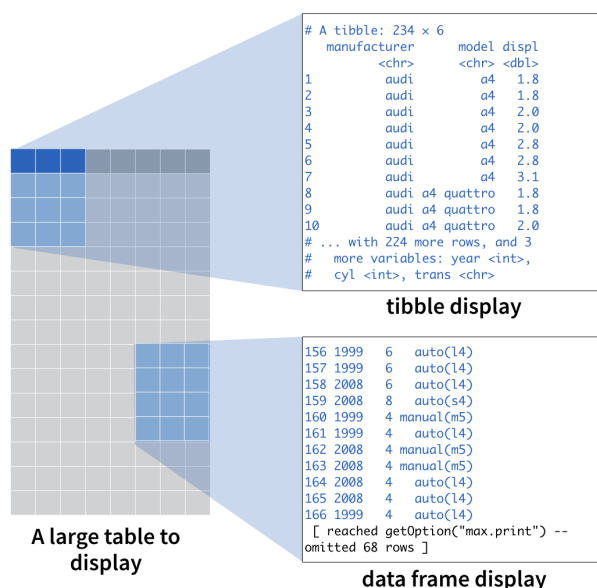 # A tibble: 234 × 6
manufacturer model displ
<chr> <chr> <dbl>
1 audi a4 1.8
2 audi a4 1.8
3 audi a4 2.0
4 audi a4 2.0
5 audi a4 2.8
6 audi a4 2.8
7 audi a4 3.1
8 audi a4 quattro 1.8
9 audi a4 quattro 1.8
10 audi a4 quattro 2.0
# ... with 224 more rows, and 3
# more variables: year <int>,
# cyl <int>, trans <chr>
tibble display
156 1999 6 auto(l4)
157 1999 6 auto(l4)
158 2008 6 auto(l4)
159 2008 8 auto(s4)
160 1999 4 manual(m5)
161 1999 4 auto(l4)
162 2008 4 manual(m5)
163 2008 4 manual(m5)
164 2008 4 auto(l4)
165 2008 4 auto(l4)
166 1999 4 auto(l4)
[ reached getOption("max.print") --
omitted 68 rows ]
data frame display
A large table to
display